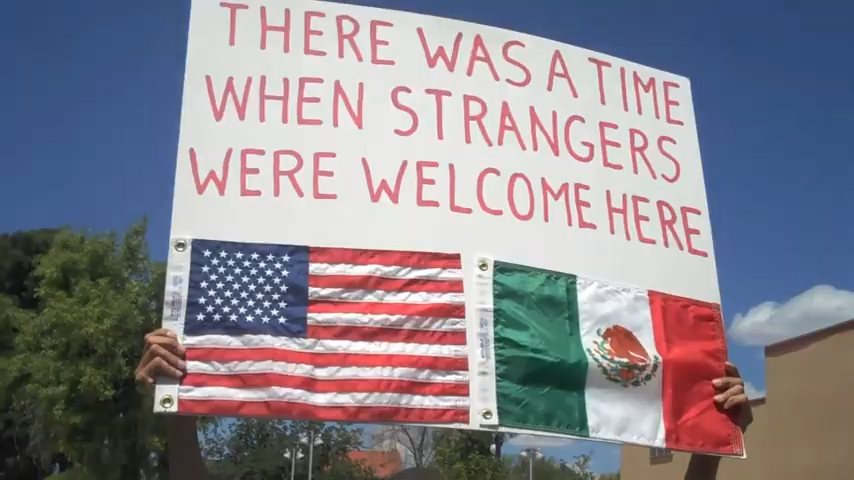 THERE WAS A TIME
WHEN STRANGERS
WERE WELCOME HERE